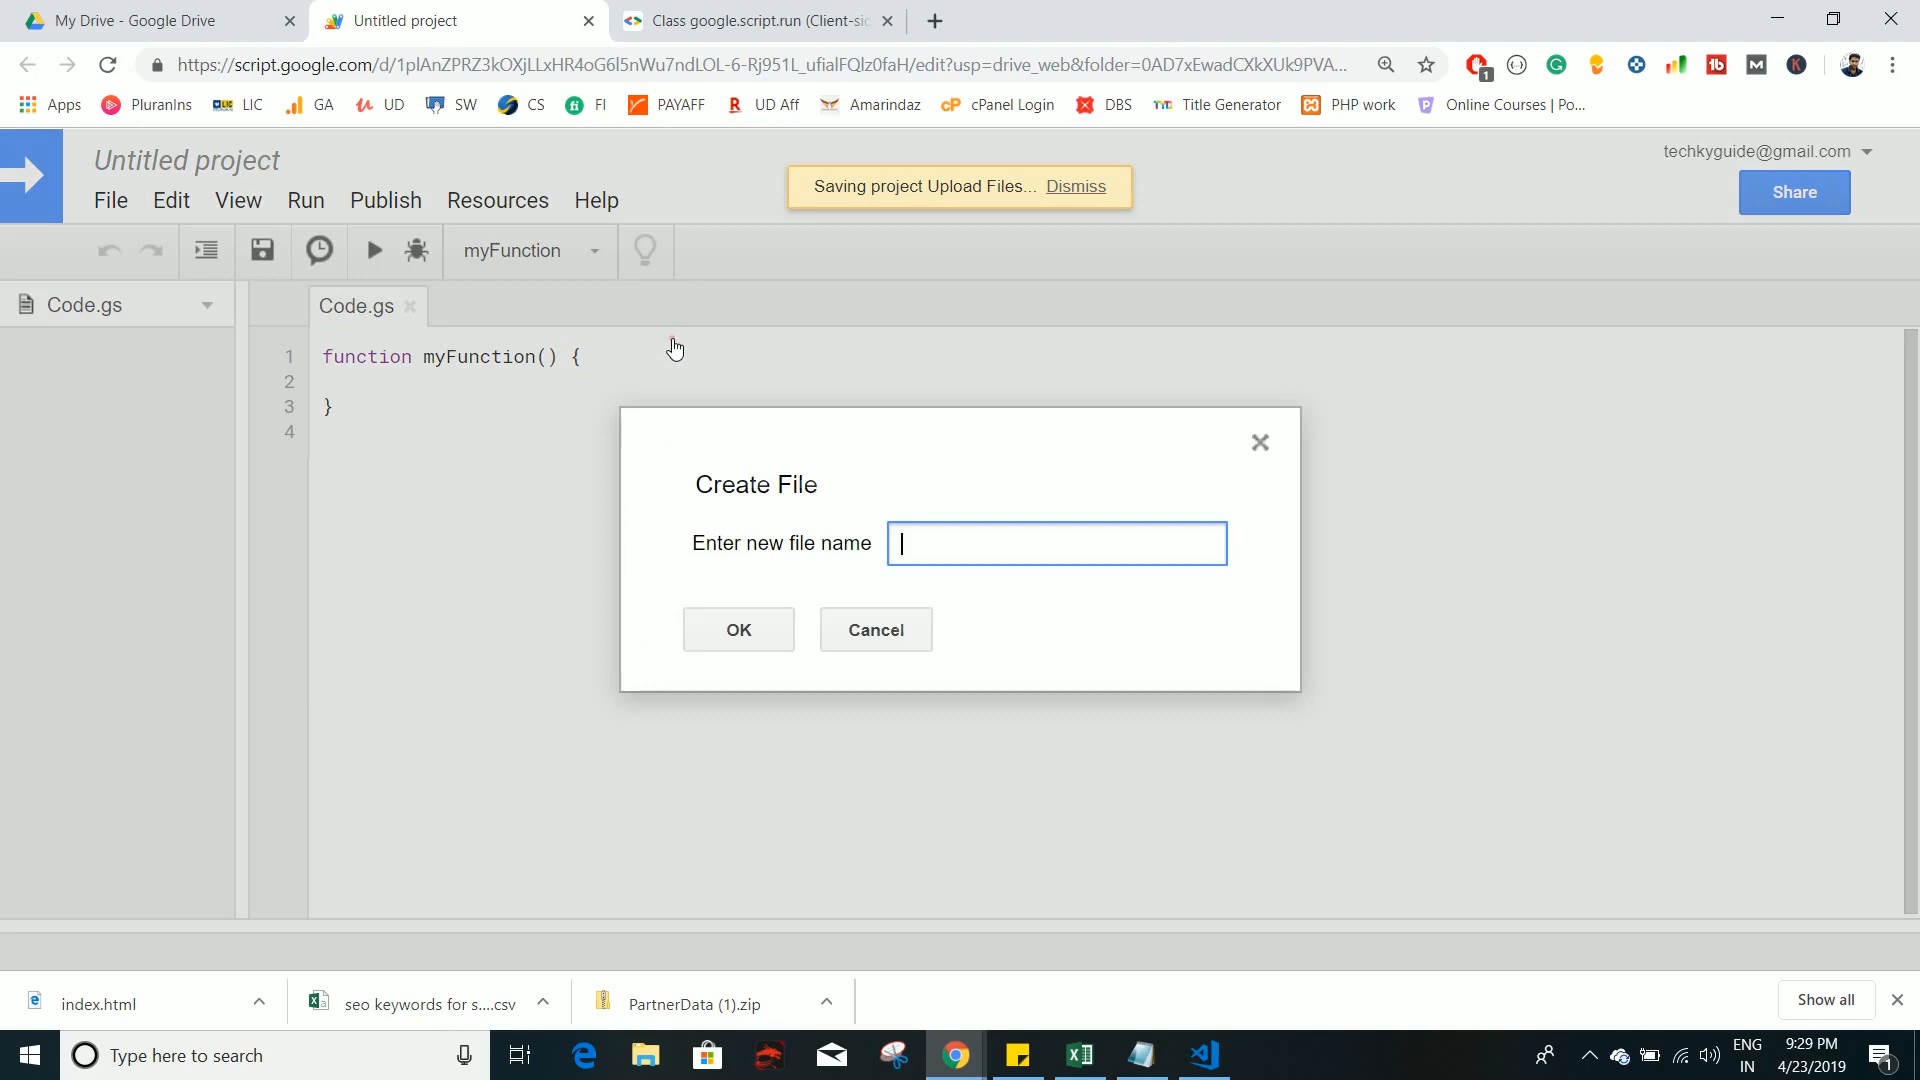 My Drive - Google Drive
Untitled project
Class google.script.run (Client-sic
https://script.google.com/d/1plAnZPRZ3kOXjLLxHR4oG6l5nWu7ndLOL-6-Rj951L_ufialFQlz0faH/edit?usp=drive_web&folder=0AD7xEwadCXkXUk9PVA...
1
Apps PluranIns LIC GA UD SW CS FI PAYAFF UD Aff Amarindaz cPanel Login DBS Title Generator PHP work Online Courses | Po...
Untitled project
techkyguide@gmail.com
Saving project Upload Files... Dismiss
Share
File Edit View Run Publish Resources Help
myFunction
Code.gs
Code.gs
1 function myFunction() {
2
3 }
4
Create File
Enter new file name
OK Cancel
index.html
seo keywords for s....csv
PartnerData (1).zip
Show all
Type here to search
ENG
IN
9:29 PM
4/23/2019
1